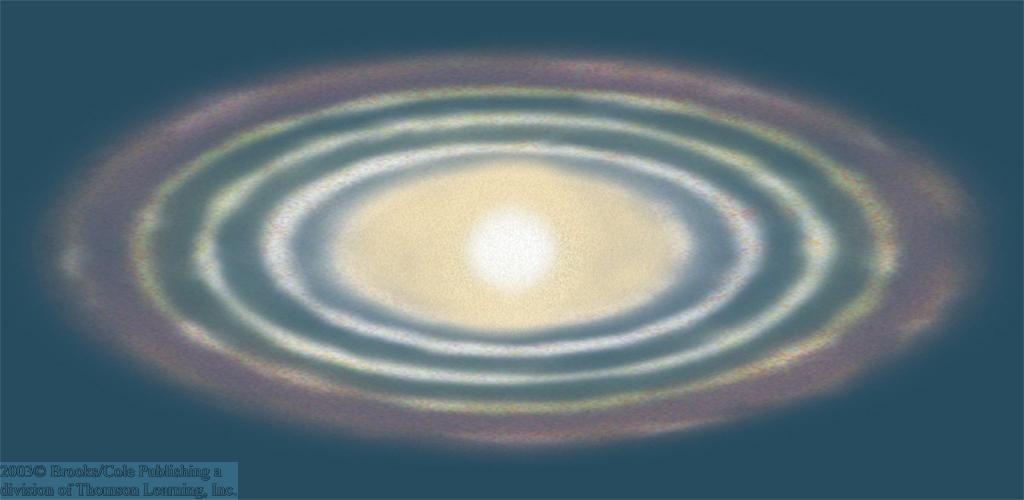 2003© Brooks/Cole Publishing a
division of Thomson Learning, Inc.